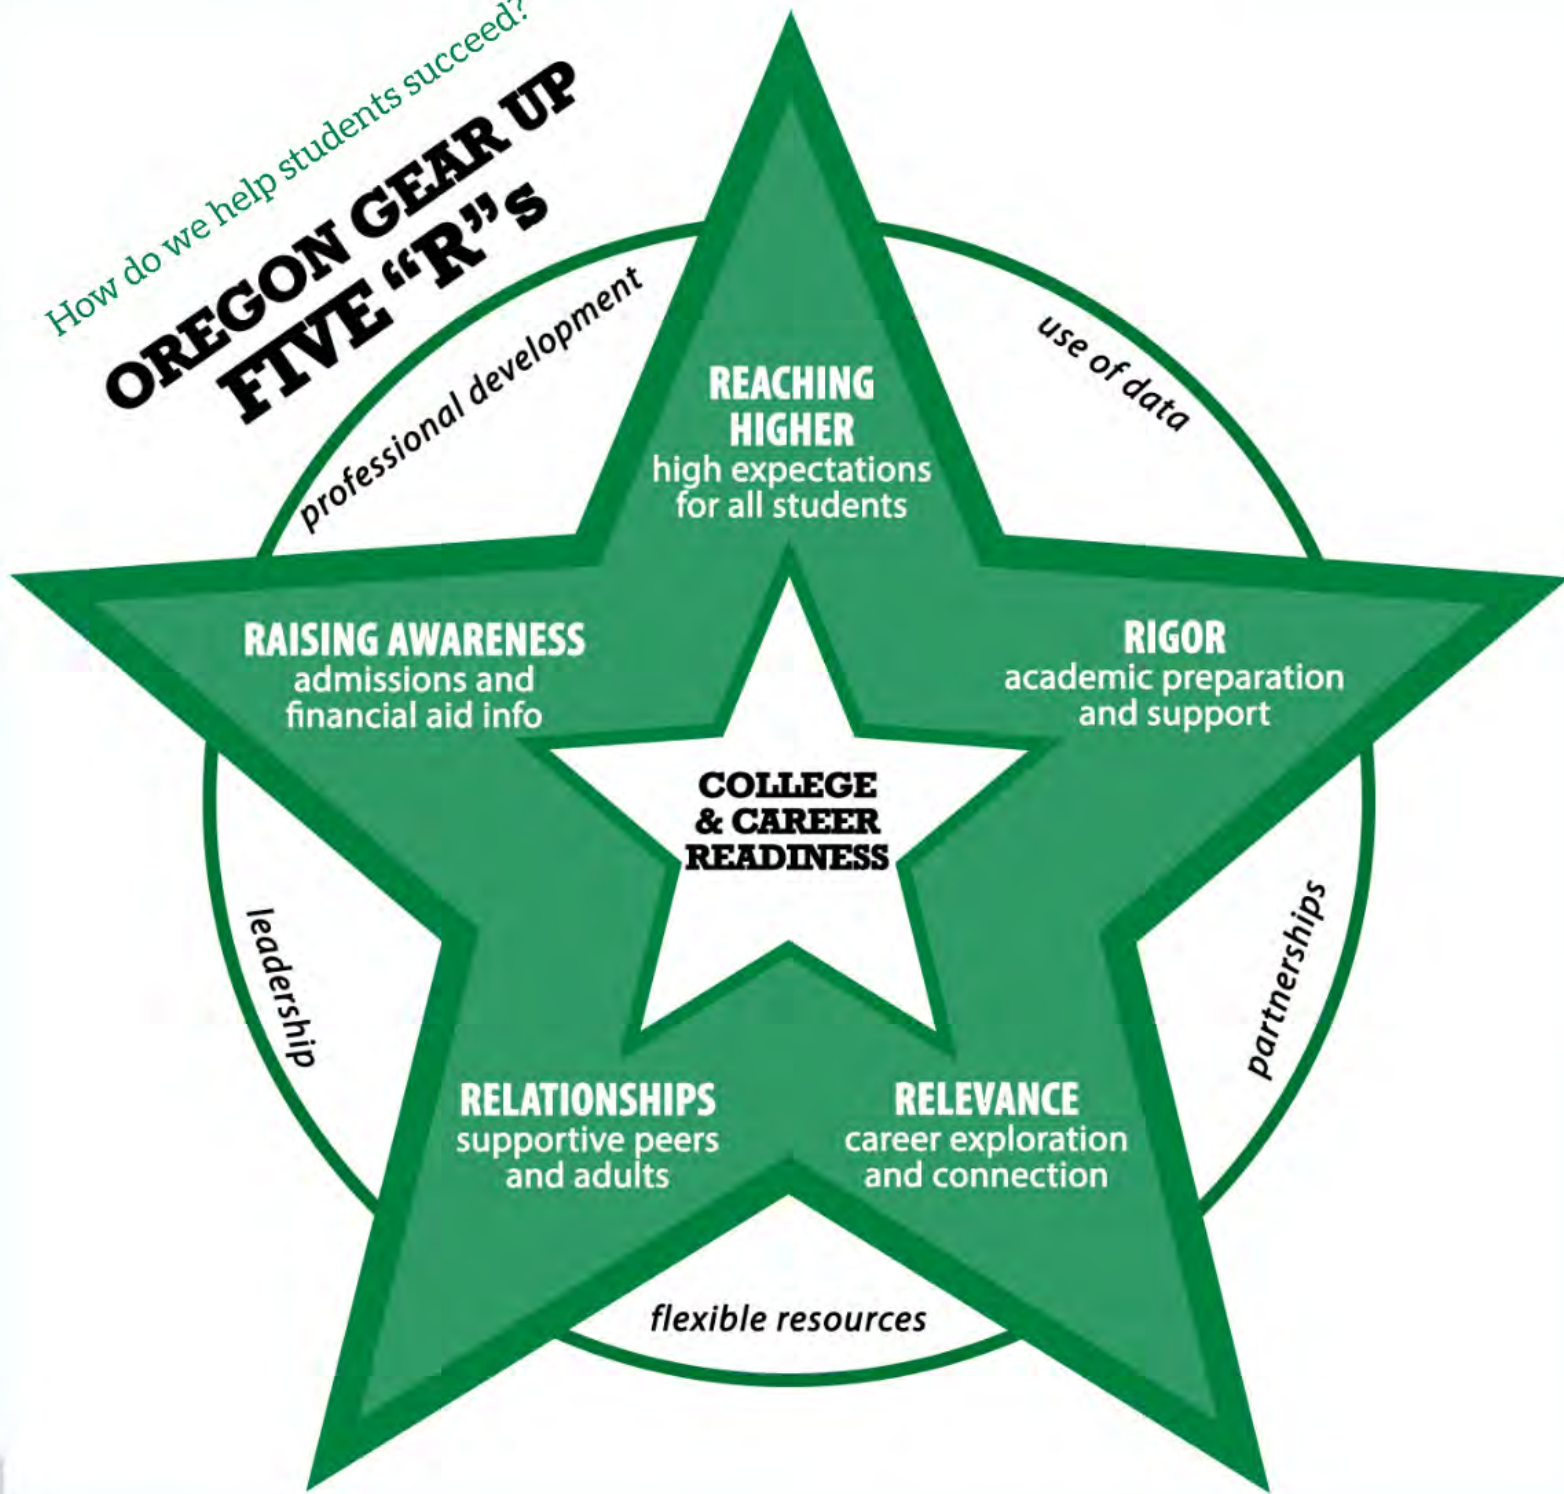 How do we help students succeed?
OREGON GEAR UP
FIVE “R”s
professional development
use of data
REACHING
HIGHER
high expectations
for all students
RAISING AWARENESS
admissions and
financial aid info
RIGOR
academic preparation
and support
COLLEGE
& CAREER
READINESS
leadership
partnerships
RELATIONSHIPS
supportive peers
and adults
RELEVANCE
career exploration
and connection
flexible resources